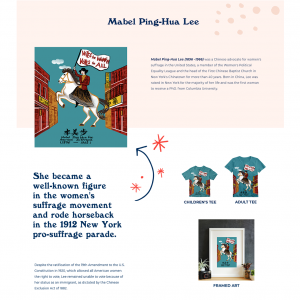 Mabel Ping-Hua Lee
VOTES for WOMEN
VOTES for ALL
Mabel Ping-Hua Lee (1896 -1966) was a Chinese advocate for women's
suffrage in the United States, a member of the Women's Political
Equality League and the head of the First Chinese Baptist Church in
New York's Chinatown for more than 40 years. Born in China, Lee was
raised in New York for the majority of her life and was the first woman
to receive a PhD. from Columbia University.
She became a
well-known figure
in the women's
suffrage movement
and rode horseback
in the 1912 New York
pro-suffrage parade.
CHILDREN'S TEE
ADULT TEE
Despite the ratification of the 19th Amendment to the U.S.
Constitution in 1920, which allowed all American women
the right to vote, Lee remained unable to vote because of
her status as an immigrant, as dictated by the Chinese
Exclusion Act of 1882.
FRAMED ART